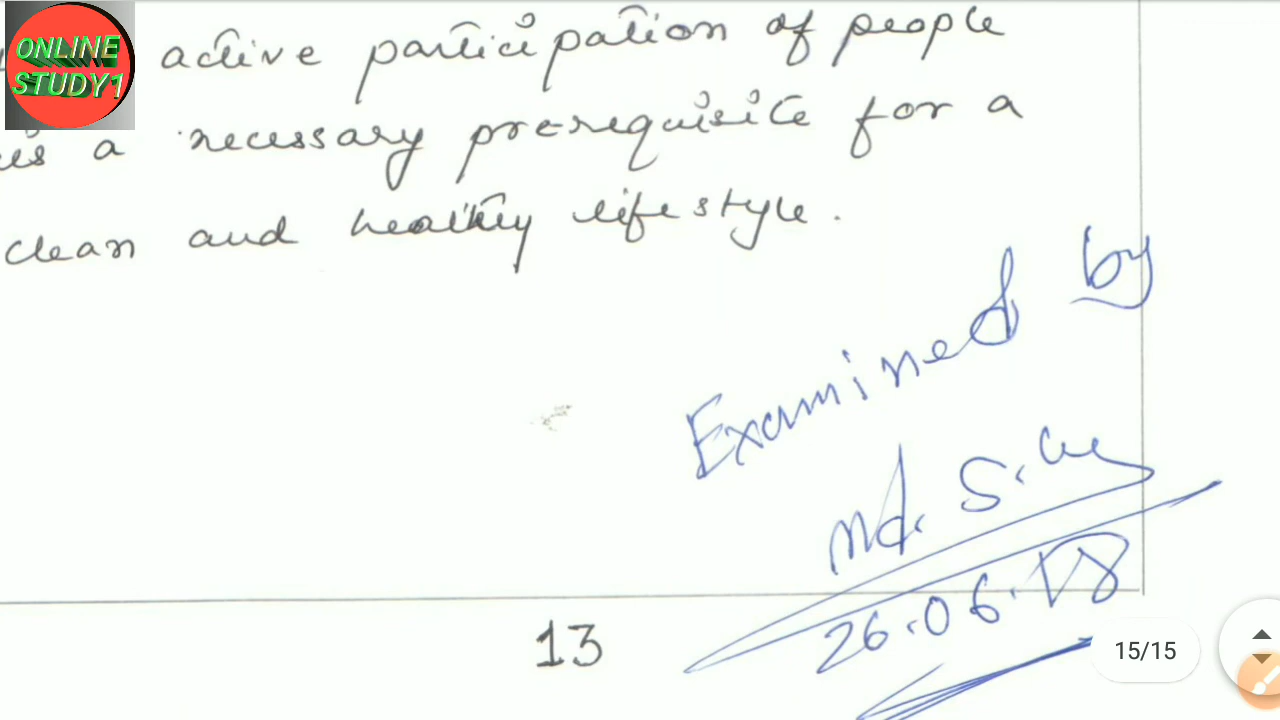 ONLINE
STUDY1
active participation of people
is a necessary prerequisite for a
clean and healthy lifestyle.
Examined by
Md. S.
26.06.18
13
15/15